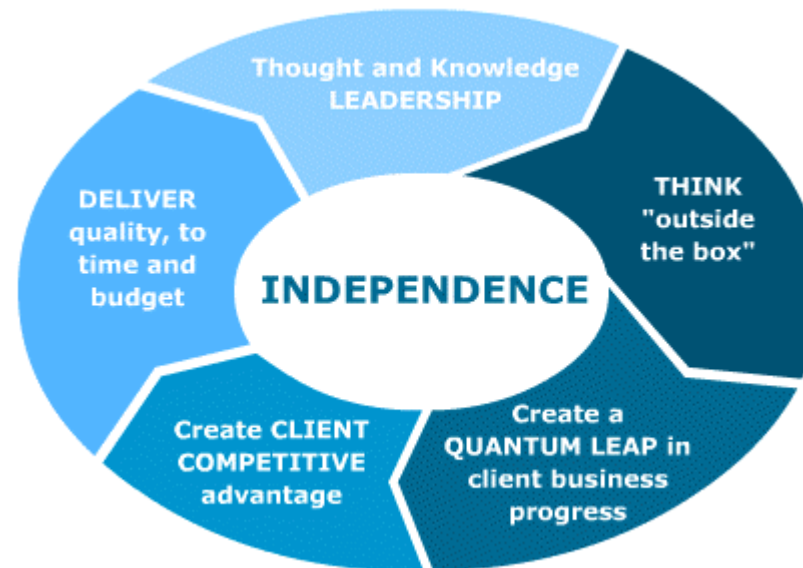 Thought and Knowledge
LEADERSHIP
THINK
"outside
the box"
Create a
QUANTUM LEAP in
client business
progress
Create CLIENT
COMPETITIVE
advantage
DELIVER
quality, to
time and
budget
INDEPENDENCE